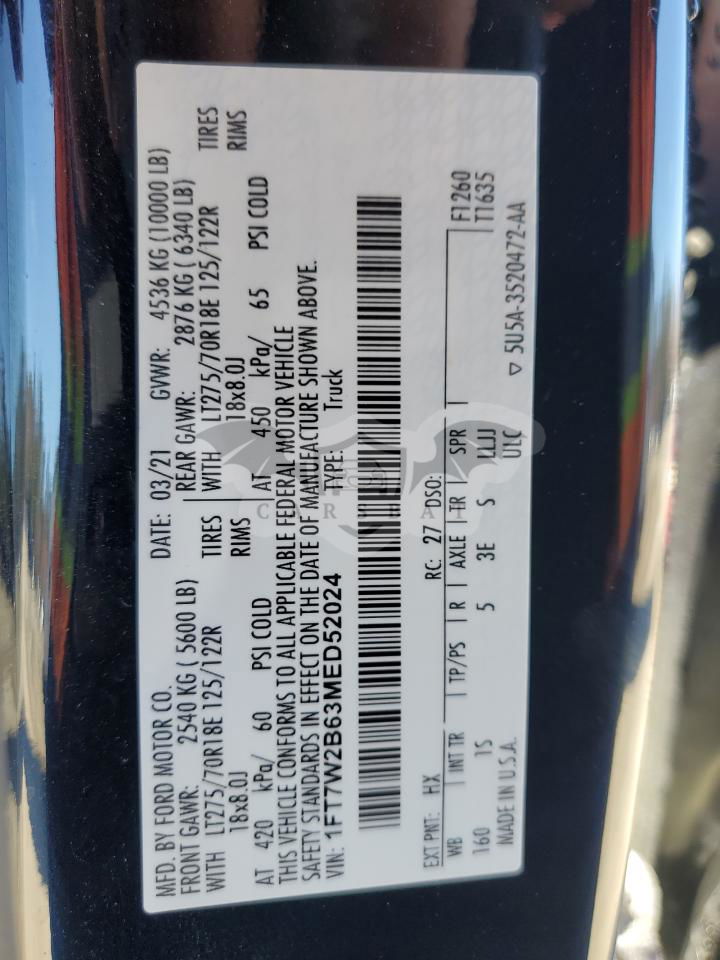 MFD. BY FORD MOTOR CO. DATE: 03/21 GVWR: 4536 KG (10000 LB)
FRONT GAWR: 2540 KG ( 5600 LB) REAR GAWR: 2876 KG ( 6340 LB)
WITH LT275/70R18E 125/122R TIRES WITH LT275/70R18E 125/122R TIRES
18x8.0J RIMS 18x8.0J RIMS
AT 420 kPa/ 60 PSI COLD AT 450 kPa/ 65 PSI COLD
THIS VEHICLE CONFORMS TO ALL APPLICABLE FEDERAL MOTOR VEHICLE
SAFETY STANDARDS IN EFFECT ON THE DATE OF MANUFACTURE SHOWN ABOVE.
VIN: 1FT7W2B63MED52024 TYPE: Truck
CARSBAT
EXT PNT: HX RC: 27 DSO: F1260
WB INT TR TP/PS R AXLE TR SPR T1635
160 1S 5 3E S LLJJ
MADE IN U.S.A. UTC ▽ 5U5A-3520472-AA